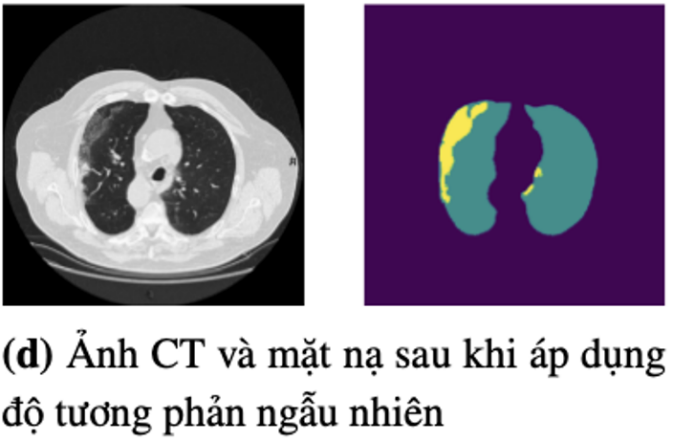 (d) Ảnh CT và mặt nạ sau khi áp dụng
độ tương phản ngẫu nhiên